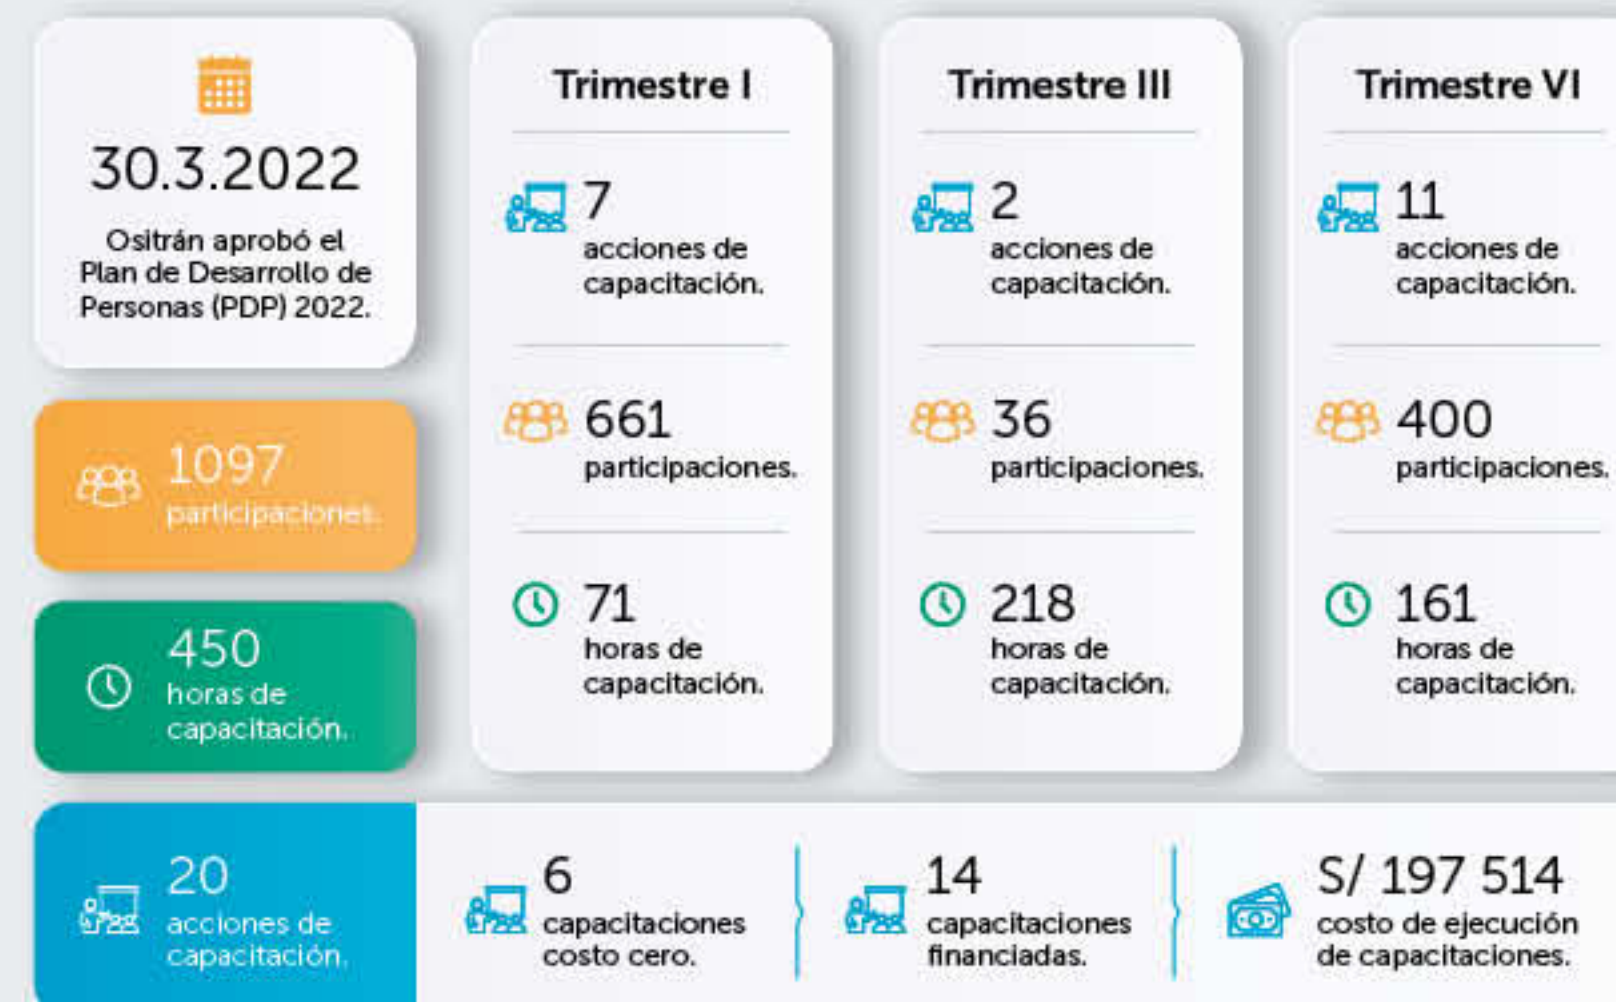 30.3.2022
Ositrán aprobó el
Plan de Desarrollo de
Personas (PDP) 2022.
1097
participaciones.
450
horas de
capacitación.
Trimestre I
7
acciones de
capacitación.
661
participaciones.
71
horas de
capacitación.
Trimestre III
2
acciones de
capacitación.
36
participaciones.
218
horas de
capacitación.
Trimestre VI
11
acciones de
capacitación.
400
participaciones.
161
horas de
capacitación.
20
acciones de
capacitación.
6
capacitaciones
costo cero.
14
capacitaciones
financiadas.
S/ 197 514
costo de ejecución
de capacitaciones.